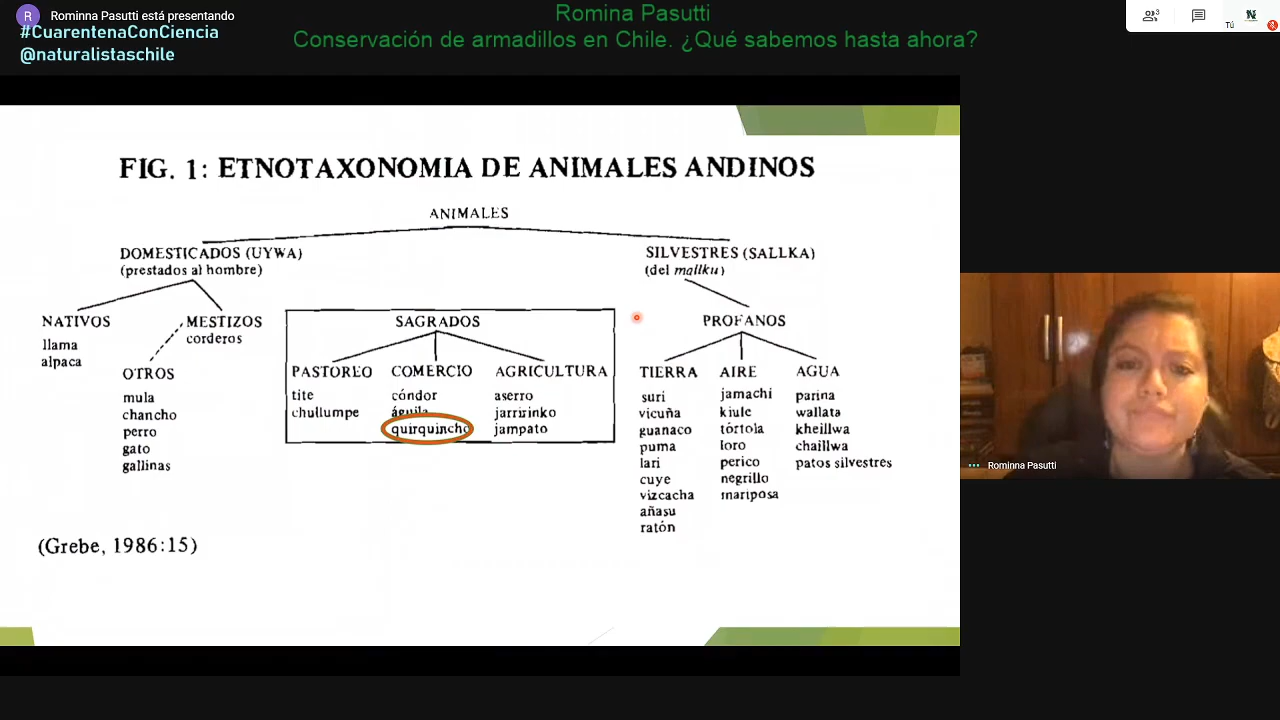 R Rominna Pasutti está presentando
#CuarentenaConCiencia
@naturalistaschile
Romina Pasutti
Conservación de armadillos en Chile. ¿Qué sabemos hasta ahora?
3
Tú
FIG. 1: ETNOTAXONOMIA DE ANIMALES ANDINOS
ANIMALES
DOMESTICADOS (UYWA)
(prestados al hombre)
SILVESTRES (SALLKA)
(del mallku)
NATIVOS
llama
alpaca
MESTIZOS
corderos
OTROS
mula
chancho
perro
gato
gallinas
SAGRADOS
PASTOREO
tite
chullumpe
COMERCIO
cóndor
águila
quirquincho
AGRICULTURA
aserro
jarririnko
jampato
PROFANOS
TIERRA
suri
vicuña
guanaco
puma
lari
cuye
vizcacha
añasu
ratón
AIRE
jamachi
kiule
tórtola
loro
perico
negrillo
mariposa
AGUA
parina
wallata
kheillwa
chaillwa
patos silvestres
(Grebe, 1986:15)
Rominna Pasutti